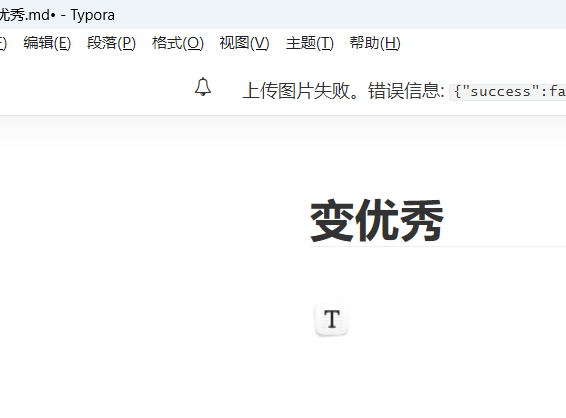 优秀.md• - Typora
编辑(E) 段落(P) 格式(O) 视图(V) 主题(T) 帮助(H)
上传图片失败。错误信息: {"success":fa
变优秀
T